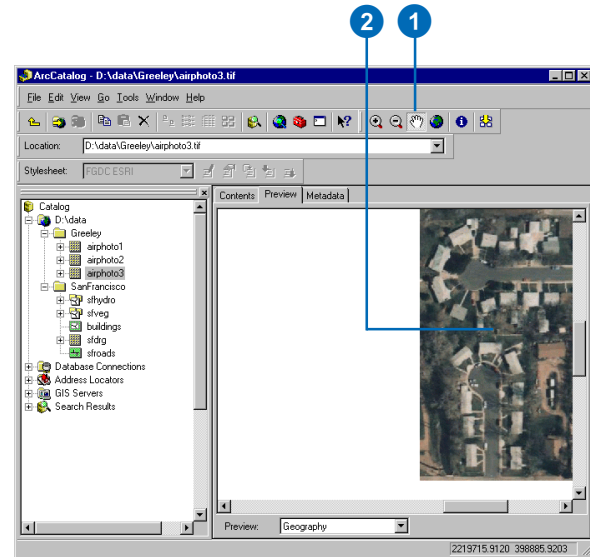 2 1
ArcCatalog - D:\data\Greeley\airphoto3.tif
File Edit View Go Tools Window Help
Location: D:\data\Greeley\airphoto3.tif
Stylesheet: FGDC ESRI
Contents Preview Metadata
Catalog
D:\data
Greeley
airphoto1
airphoto2
airphoto3
SanFrancisco
sfhydro
sfveg
buildings
sfdrg
sfroads
Database Connections
Address Locators
GIS Servers
Search Results
Preview: Geography
2219715.9120 398885.9203